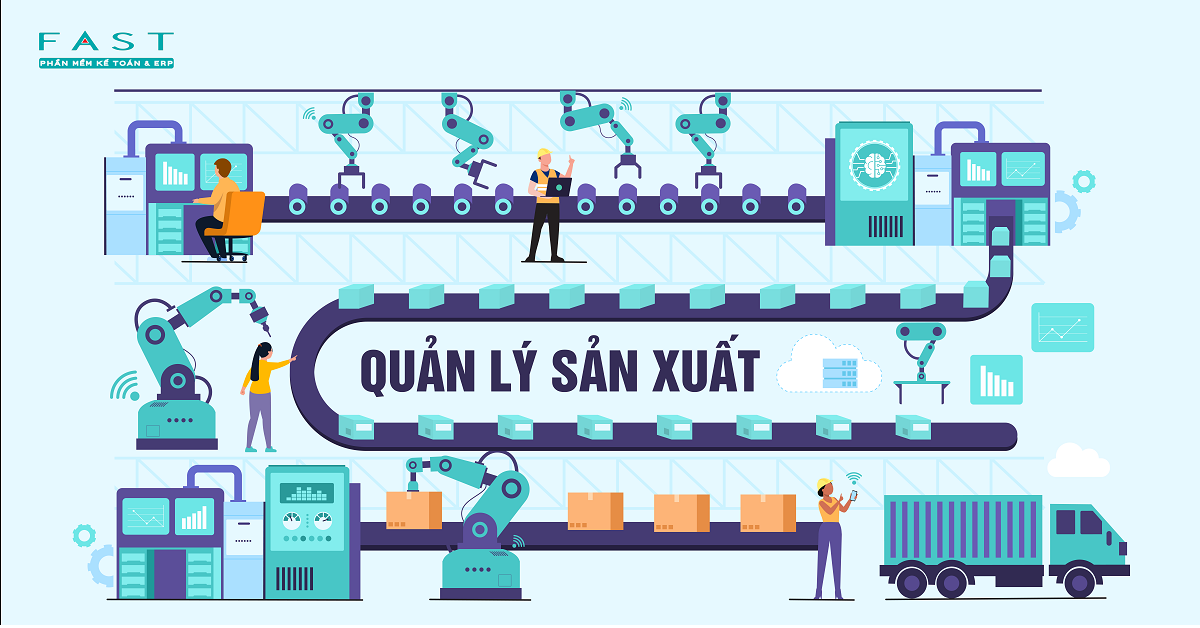 FAST
PHẦN MỀM KẾ TOÁN & ERP
QUẢN LÝ SẢN XUẤT